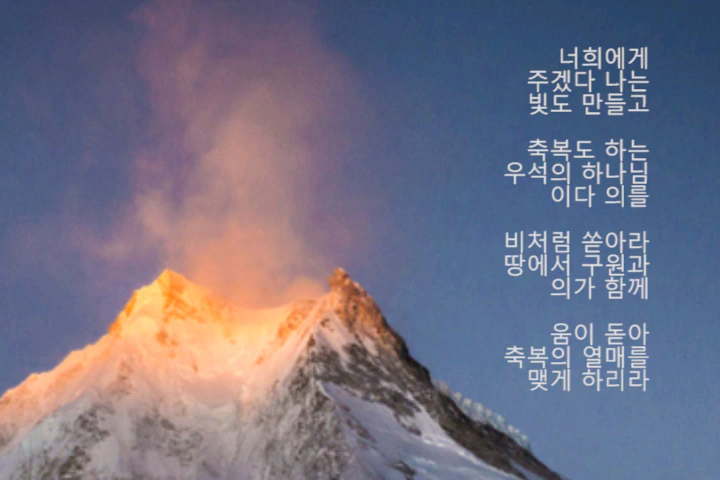 너희에게
주겠다 나는
빛도 만들고
축복도 하는
우석의 하나님
이다 의를
비처럼 쏟아라
땅에서 구원과
의가 함께
움이 돋아
축복의 열매를
맺게 하리라